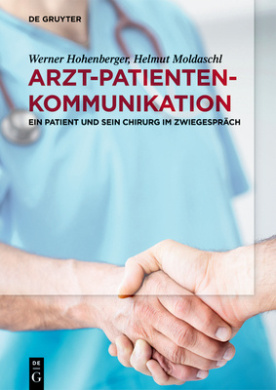 DE GRUYTER
Werner Hohenberger, Helmut Moldaschl
ARZT-PATIENTEN-
KOMMUNIKATION
EIN PATIENT UND SEIN CHIRURG IM ZWIEGESPRÄCH
DE
G